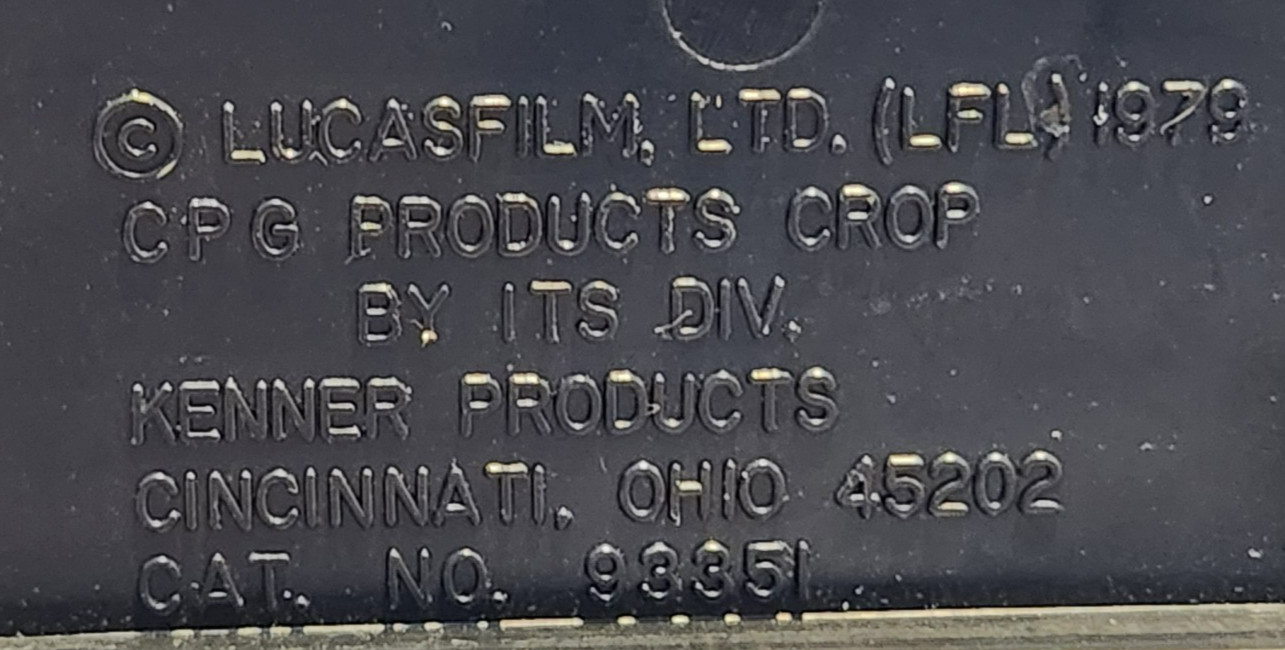 © LUCASFILM, LTD. (LFL) 1979
CPG PRODUCTS CROP
BY ITS DIV.
KENNER PRODUCTS
CINCINNATI, OHIO 45202
CAT. NO. 93351